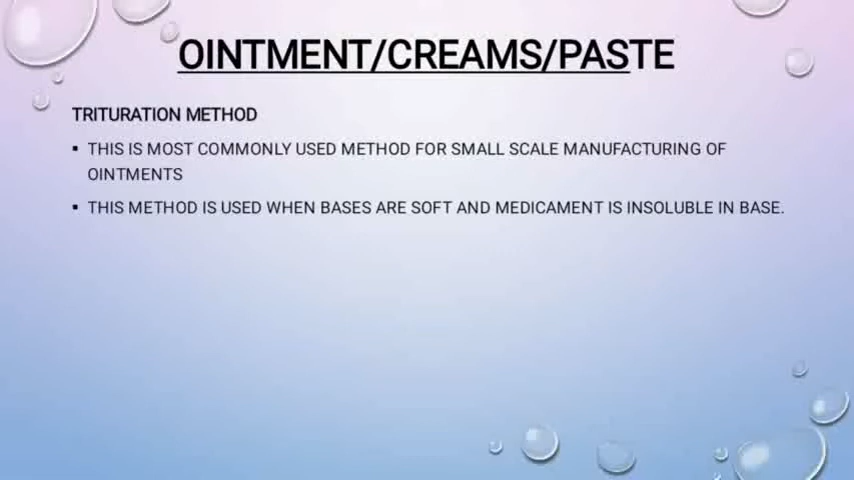 OINTMENT/CREAMS/PASTE
TRITURATION METHOD
▪ THIS IS MOST COMMONLY USED METHOD FOR SMALL SCALE MANUFACTURING OF
OINTMENTS
▪ THIS METHOD IS USED WHEN BASES ARE SOFT AND MEDICAMENT IS INSOLUBLE IN BASE.